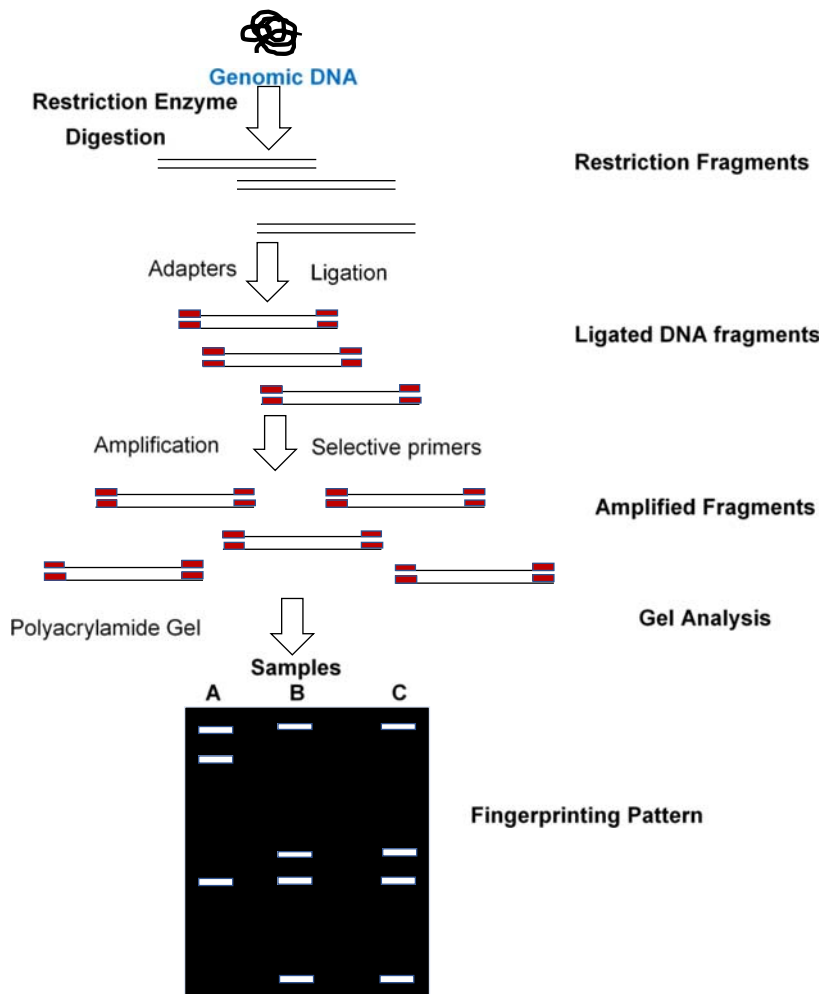 Genomic DNA
Restriction Enzyme
Digestion
Restriction Fragments
Adapters Ligation
Ligated DNA fragments
Amplification Selective primers
Amplified Fragments
Gel Analysis
Polyacrylamide Gel
Samples
A B C
Fingerprinting Pattern